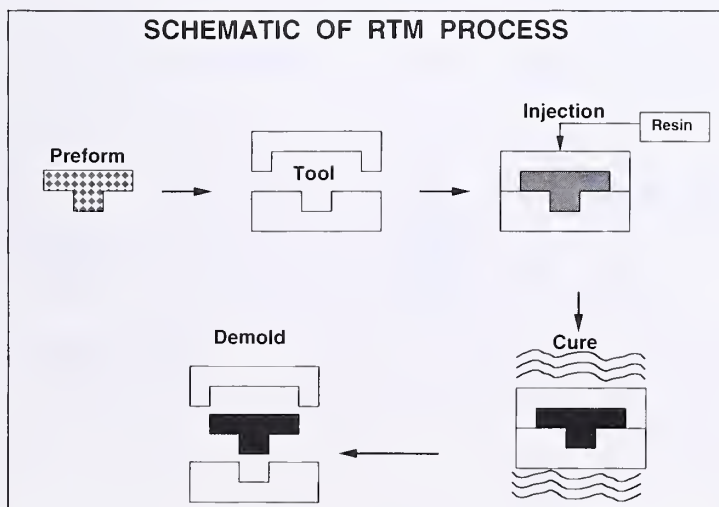 SCHEMATIC OF RTM PROCESS
Preform
Tool
Injection
Resin
Cure
Demold